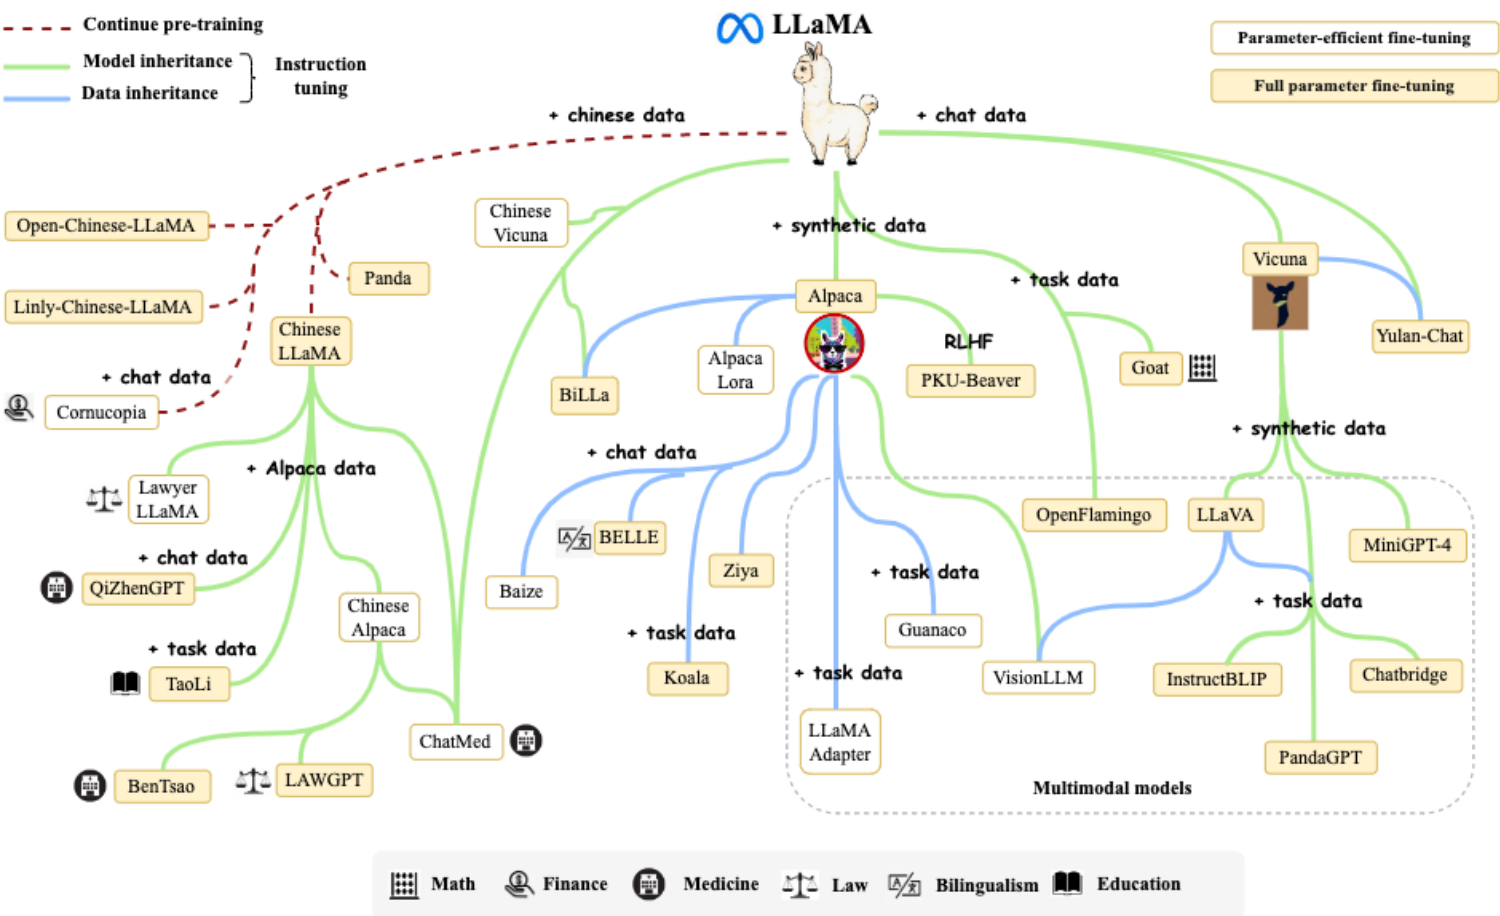 LLaMA
Continue pre-training
Model inheritance
Data inheritance
Instruction
tuning
Parameter-efficient fine-tuning
Full parameter fine-tuning
+ chinese data
+ chat data
Open-Chinese-LLaMA
Linly-Chinese-LLaMA
Panda
Chinese
LLaMA
+ chat data
Cornucopia
Chinese
Vicuna
+ synthetic data
+ task data
Vicuna
Yulan-Chat
Alpaca
Alpaca
Lora
BiLLa
RLHF
PKU-Beaver
Goat
+ synthetic data
Lawyer
LLaMA
+ Alpaca data
+ chat data
QiZhenGPT
+ task data
TaoLi
Chinese
Alpaca
BenTsao
LAWGPT
ChatMed
+ chat data
Baize
BELLE
Ziya
+ task data
Koala
+ task data
Guanaco
+ task data
LLaMA
Adapter
VisionLLM
OpenFlamingo
LLaVA
MiniGPT-4
+ task data
InstructBLIP
Chatbridge
PandaGPT
Multimodal models
Math
Finance
Medicine
Law
Bilingualism
Education